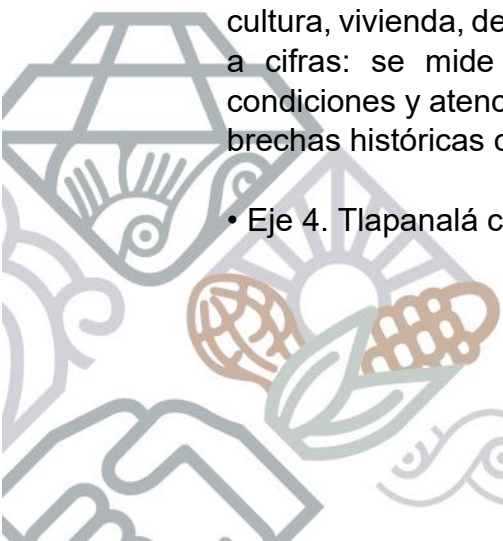 cultura, vivienda, de
a cifras: se mide
condiciones y atenc
brechas históricas
• Eje 4. Tlapanalá c